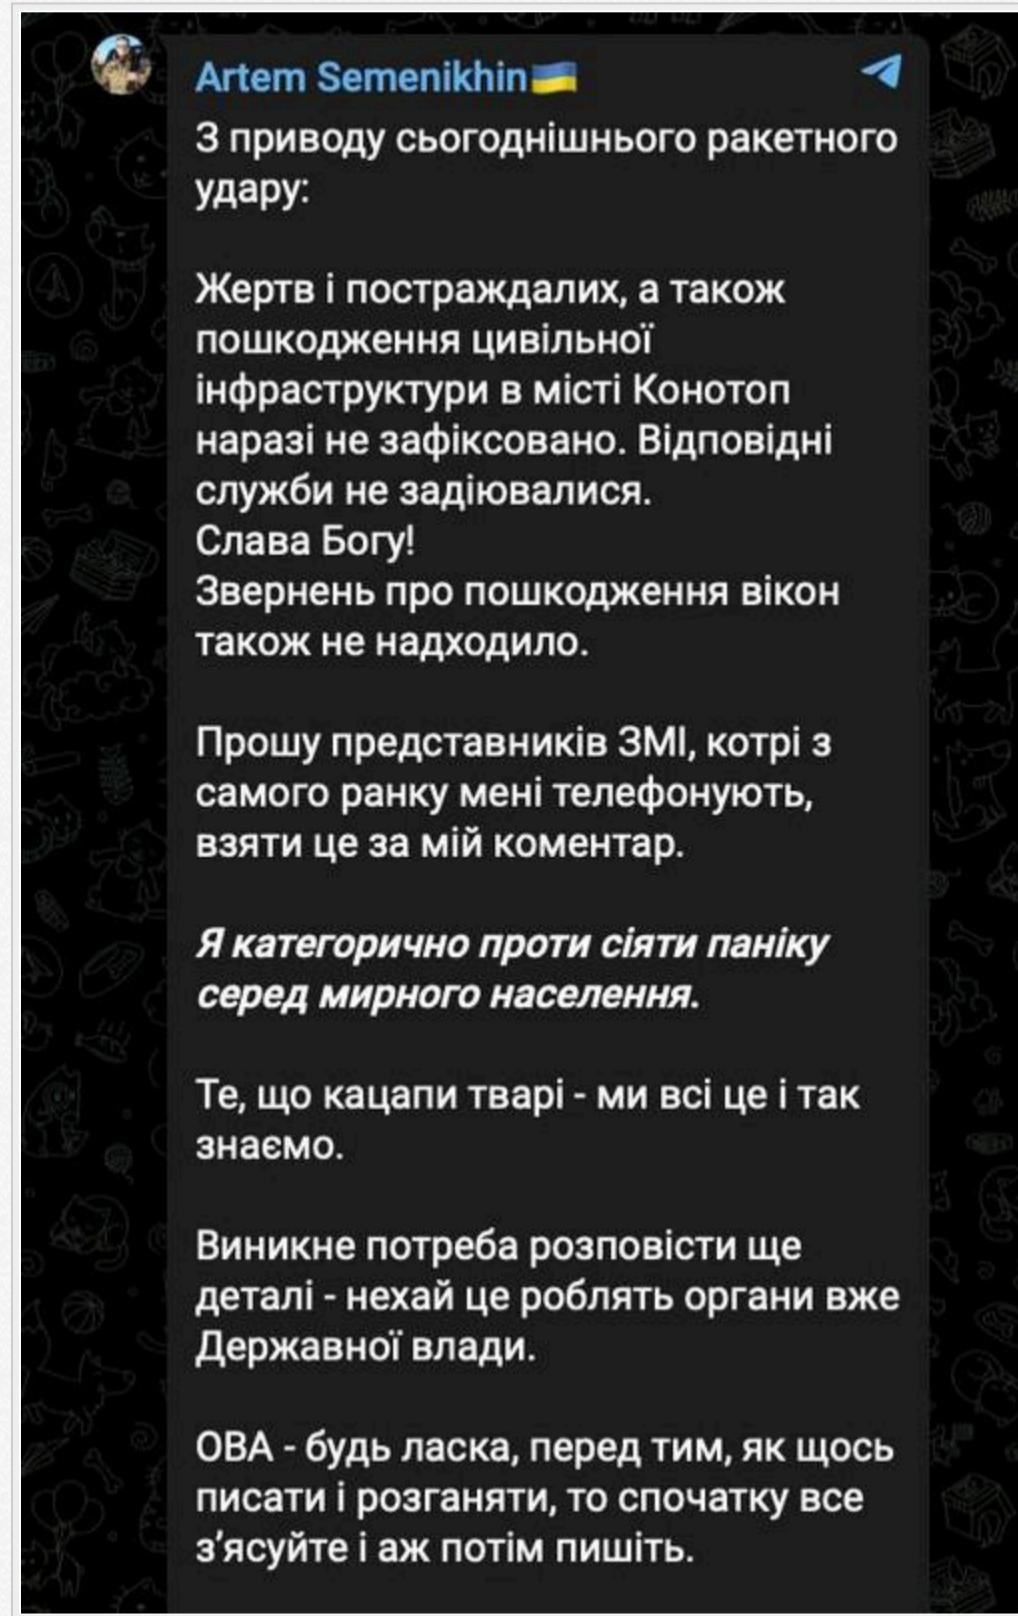 Artem Semenikhin🇺🇦
З приводу сьогоднішнього ракетного
удару:
Жертв і постраждалих, а також
пошкодження цивільної
інфраструктури в місті Конотоп
наразі не зафіксовано. Відповідні
служби не задіювалися.
Слава Богу!
Звернень про пошкодження вікон
також не надходило.
Прошу представників ЗМІ, котрі з
самого ранку мені телефонують,
взяти це за мій коментар.
Я категорично проти сіяти паніку
серед мирного населення.
Те, що кацапи тварі - ми всі це і так
знаємо.
Виникне потреба розповісти ще
деталі - нехай це роблять органи вже
Державної влади.
ОВА - будь ласка, перед тим, як щось
писати і розганяти, то спочатку все
з’ясуйте і аж потім пишіть.